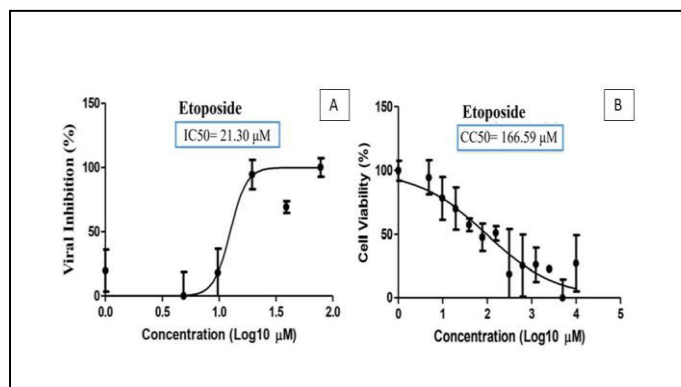 Etoposide
A
IC50= 21.30 μM
Viral Inhibition (%)
150
100
50
0
0.0
0.5
1.0
1.5
2.0
Concentration (Log10 μM)
Etoposide
B
CC50= 166.59 μM
Cell Viability (%)
150
100
50
0
0
1
2
3
4
5
Concentration (Log10 μM)